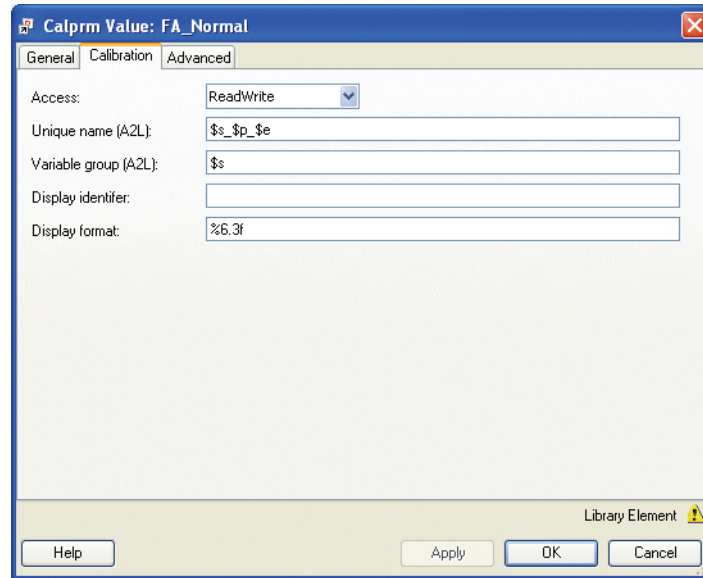 Calprm Value: FA_Normal
General Calibration Advanced
Access: ReadWrite
Unique name (A2L): $s_$p_$e
Variable group (A2L): $s
Display identifer:
Display format: %6.3f
Library Element
Help Apply OK Cancel